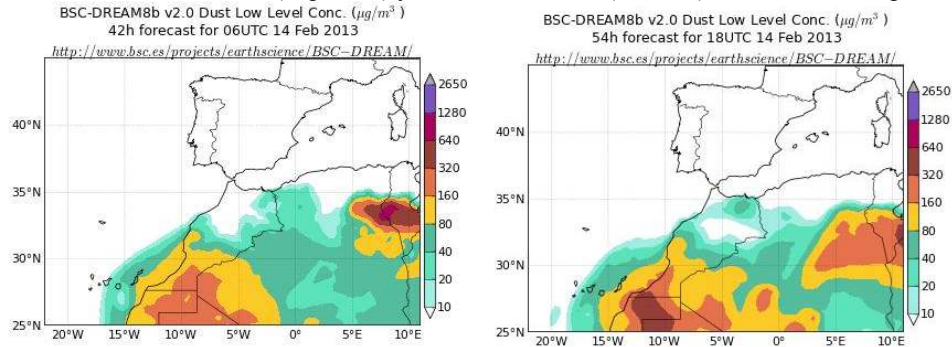 BSC-DREAM8b v2.0 Dust Low Level Conc. (μg/m³ )
42h forecast for 06UTC 14 Feb 2013
http://www.bsc.es/projects/earthscience/BSC−DREAM/
40°N
35°N
30°N
25°N
20°W 15°W 10°W 5°W 0°E 5°E 10°E
2650
1280
640
320
160
80
40
20
10
BSC-DREAM8b v2.0 Dust Low Level Conc. (μg/m³ )
54h forecast for 18UTC 14 Feb 2013
http://www.bsc.es/projects/earthscience/BSC−DREAM/
40°N
35°N
30°N
25°N
20°W 15°W 10°W 5°W 0°E 5°E 10°E
2650
1280
640
320
160
80
40
20
10